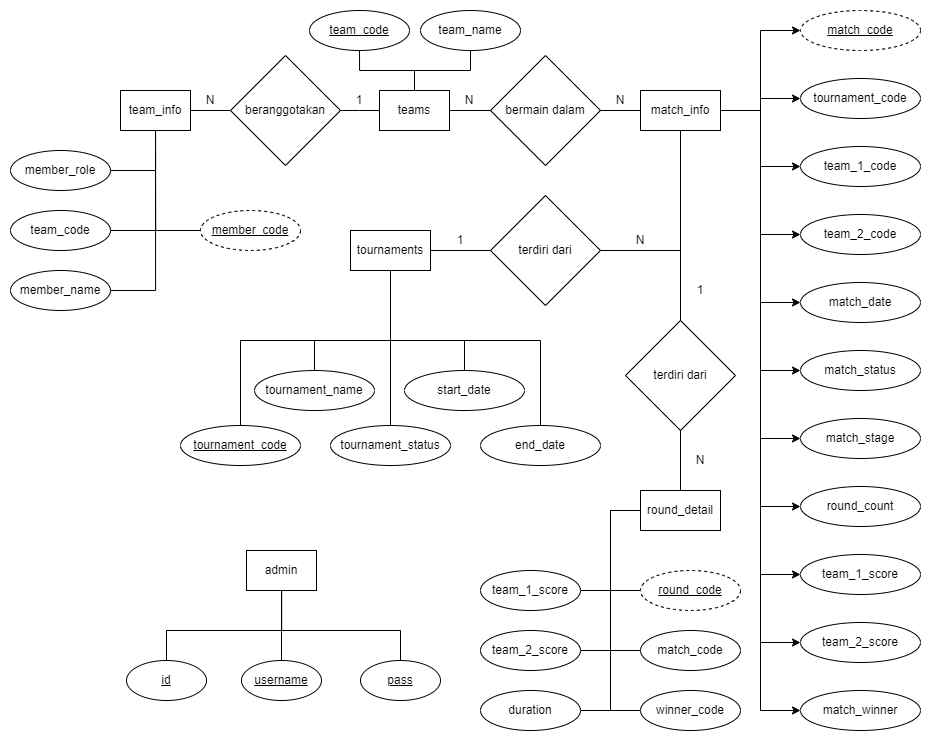 team_code
team_name
match_code
team_info
N
beranggotakan
1
teams
N
bermain dalam
N
match_info
tournament_code
member_role
team_1_code
team_code
member_code
team_2_code
tournaments
1
terdiri dari
N
member_name
1
match_date
terdiri dari
match_status
tournament_name
start_date
tournament_code
tournament_status
end_date
match_stage
N
round_detail
round_count
admin
team_1_score
team_1_score
round_code
team_2_score
team_2_score
match_code
id
username
pass
duration
winner_code
match_winner